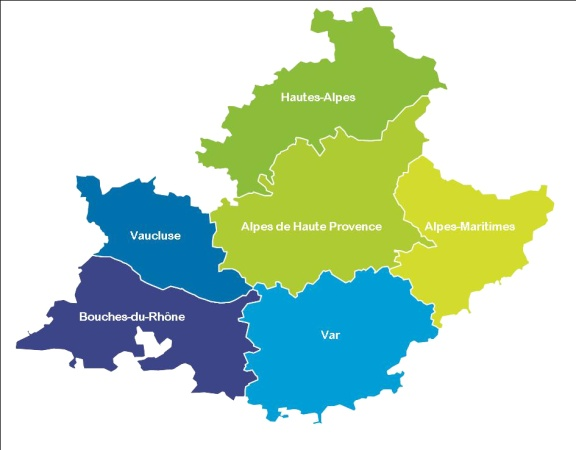 Hautes-Alpes
Alpes de Haute Provence
Alpes-Maritimes
Vaucluse
Bouches-du-Rhône
Var